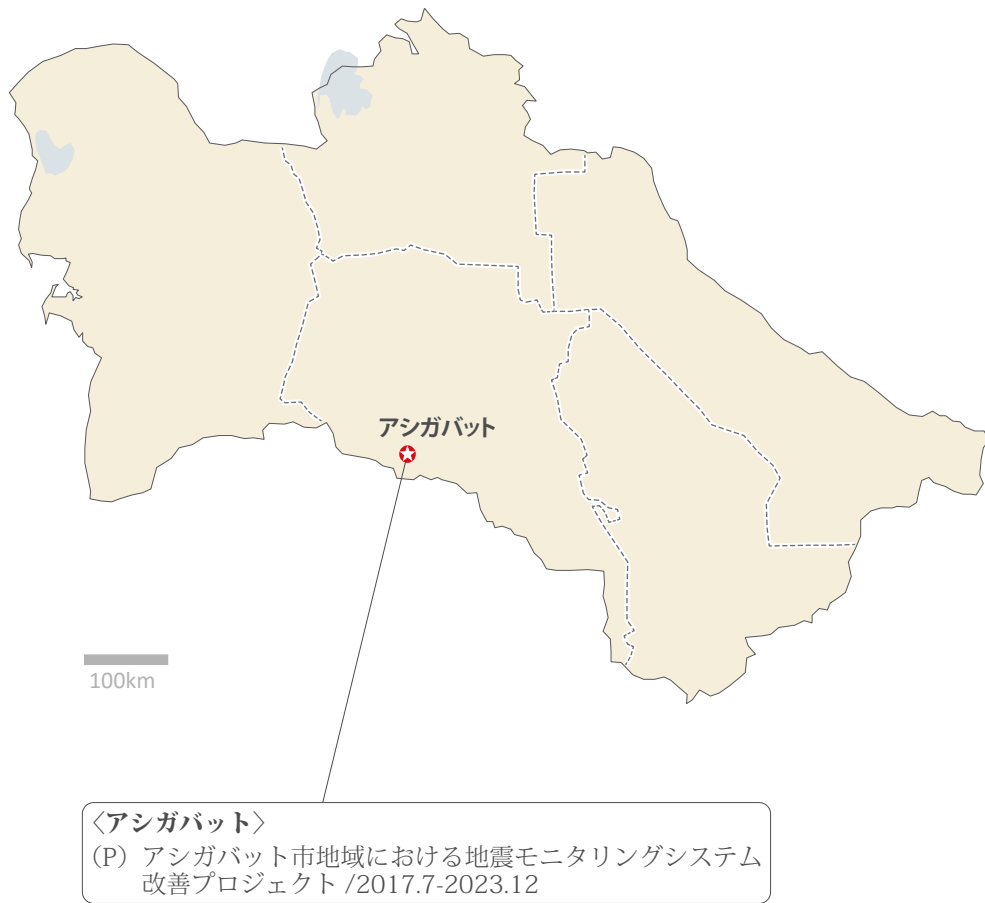 アシガバット
100km
〈アシガバット〉
（P）アシガバット市地域における地震モニタリングシステム
改善プロジェクト /2017.7-2023.12